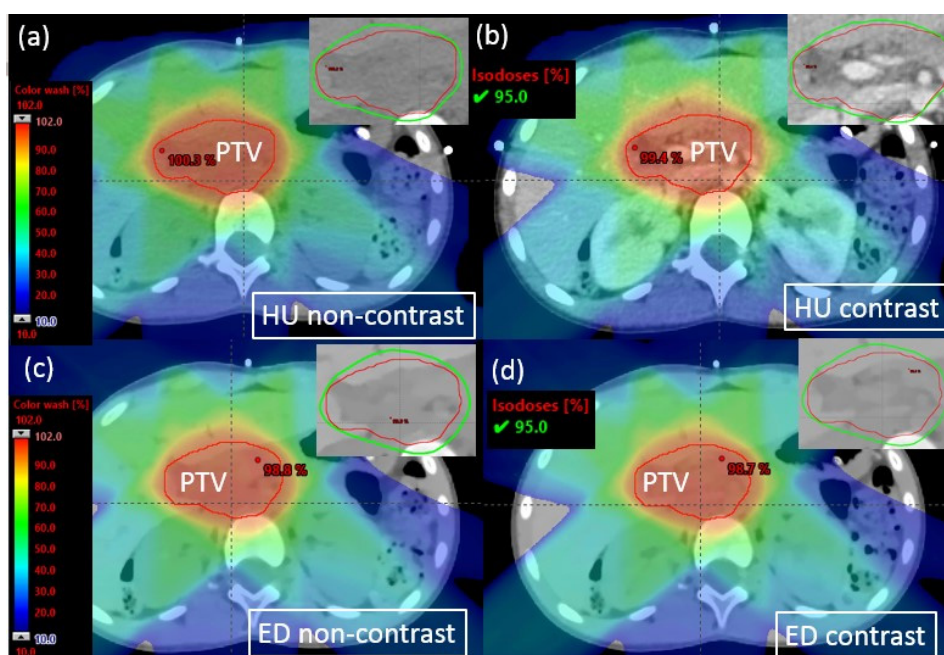 (a)
Color wash [%]
102.0
102.0
90.0
80.0
70.0
60.0
50.0
40.0
30.0
20.0
10.0
10.0
100.3 %
PTV
HU non-contrast
(b)
Isodoses [%]
✔ 95.0
99.4 %
PTV
HU contrast
(c)
Color wash [%]
102.0
102.0
90.0
80.0
70.0
60.0
50.0
40.0
30.0
20.0
10.0
10.0
98.8 %
PTV
ED non-contrast
(d)
Isodoses [%]
✔ 95.0
98.7 %
PTV
ED contrast